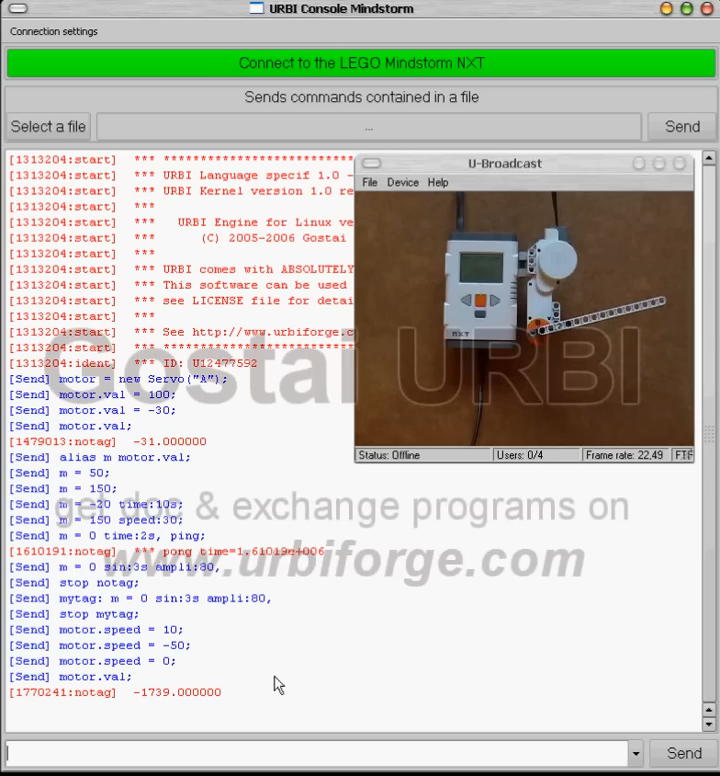 URBI Console Mindstorm
Connection settings
Connect to the LEGO Mindstorm NXT
Sends commands contained in a file
Select a file
...
Send
[1313204:start] *** *****************************
[1313204:start] *** URBI Language specif 1.0 -
[1313204:start] *** URBI Kernel version 1.0 re
[1313204:start] ***
[1313204:start] *** URBI Engine for Linux ve
[1313204:start] *** (C) 2005-2006 Gostai
[1313204:start] ***
[1313204:start] *** URBI comes with ABSOLUTELY
[1313204:start] *** This software can be used
[1313204:start] *** see LICENSE file for detai
[1313204:start] ***
[1313204:start] *** See http://www.urbiforge.c
[1313204:start] *** *****************************
[1313204:ident] *** ID: U12477592
[Send] motor = new Servo("A");
[Send] motor.val = 100;
[Send] motor.val = -30;
[Send] motor.val;
[1479013:notag] -31.000000
[Send] alias m motor.val;
[Send] m = 50;
[Send] m = 150;
[Send] m = -20 time:10s;
[Send] m = 150 speed:30;
[Send] m = 0 time:2s, ping;
[1610191:notag] *** pong time=1.61019e+006
[Send] m = 0 sin:3s ampli:80,
[Send] stop notag;
[Send] mytag: m = 0 sin:3s ampli:80,
[Send] stop mytag;
[Send] motor.speed = 10;
[Send] motor.speed = -50;
[Send] motor.speed = 0;
[Send] motor.val;
[1770241:notag] -1739.000000
U-Broadcast
File Device Help
NXT
Status: Offline
Users: 0/4
Frame rate: 22,49
Gostai URBI
get doc & exchange programs on
www.urbiforge.com
Send